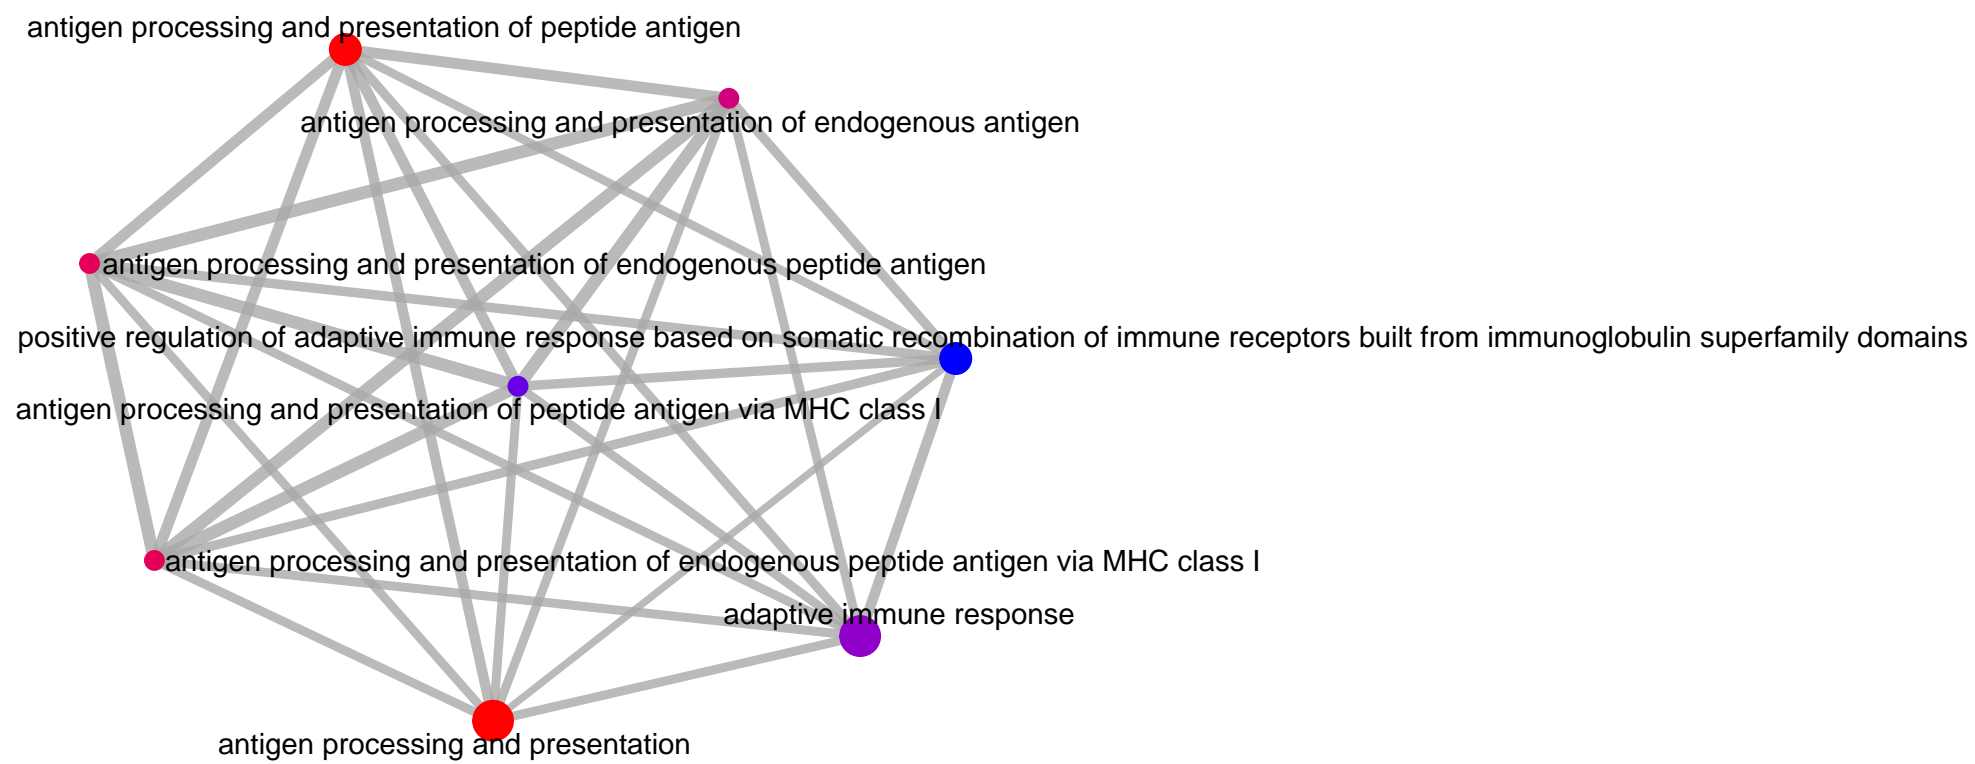 antigen processing and presentation of peptide antigen
antigen processing and presentation of endogenous antigen
antigen processing and presentation of endogenous peptide antigen
positive regulation of adaptive immune response based on somatic recombination of immune receptors built from immunoglobulin superfamily domains
antigen processing and presentation of peptide antigen via MHC class I
antigen processing and presentation of endogenous peptide antigen via MHC class I
adaptive immune response
antigen processing and presentation